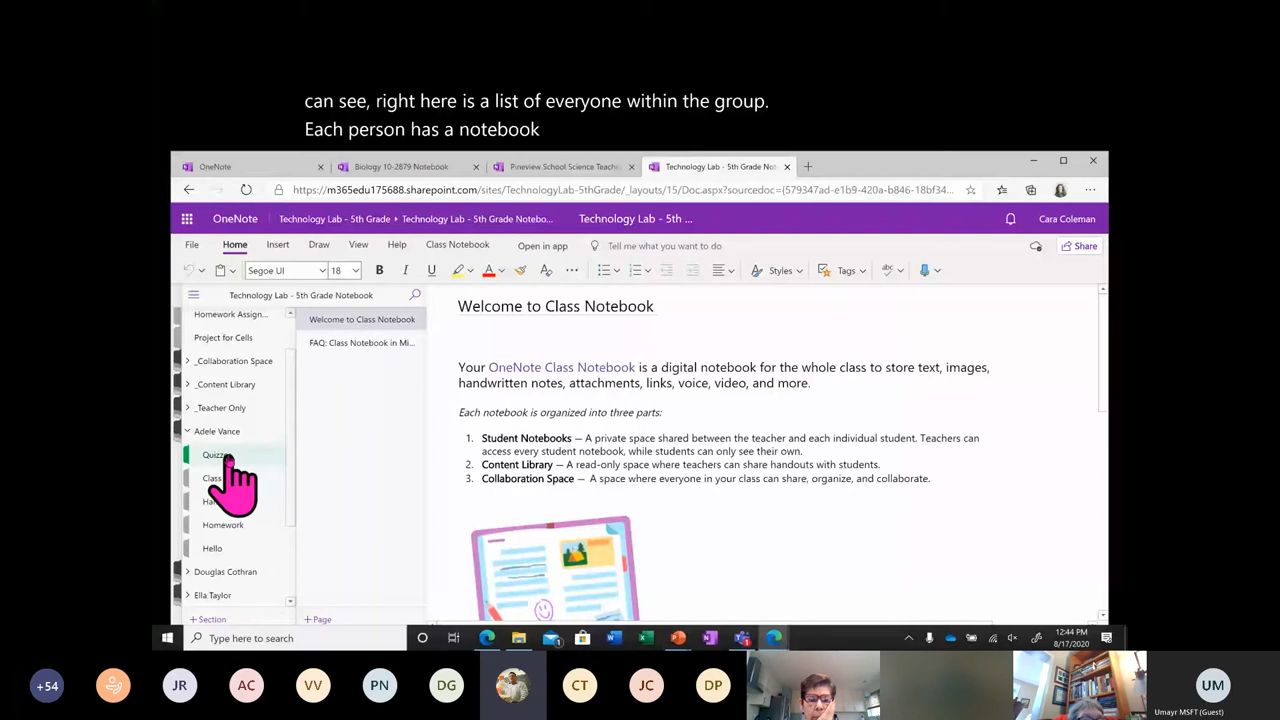 can see, right here is a list of everyone within the group.
Each person has a notebook
OneNote
Biology 10-2879 Notebook
Pineview School Science Teache
Technology Lab - 5th Grade Not
https://m365edu175688.sharepoint.com/sites/TechnologyLab-5thGrade/_layouts/15/Doc.aspx?sourcedoc={579347ad-e1b9-420a-b846-18bf34...
OneNote
Technology Lab - 5th Grade
Technology Lab - 5th Grade Notebo...
Technology Lab - 5th ...
Cara Coleman
File
Home
Insert
Draw
View
Help
Class Notebook
Open in app
Tell me what you want to do
Share
Segoe UI
18
B
I
U
Styles
Tags
Technology Lab - 5th Grade Notebook
Homework Assign...
Project for Cells
_Collaboration Space
_Content Library
_Teacher Only
Adele Vance
Class
Homework
Hello
Douglas Cothran
Ella Taylor
+ Section
Welcome to Class Notebook
FAQ: Class Notebook in Mi...
+ Page
Welcome to Class Notebook
Your OneNote Class Notebook is a digital notebook for the whole class to store text, images,
handwritten notes, attachments, links, voice, video, and more.
Each notebook is organized into three parts:
1. Student Notebooks — A private space shared between the teacher and each individual student. Teachers can
access every student notebook, while students can only see their own.
2. Content Library — A read-only space where teachers can share handouts with students.
3. Collaboration Space — A space where everyone in your class can share, organize, and collaborate.
Type here to search
12:44 PM
8/17/2020
+54
JR
AC
VV
PN
DG
CT
JC
DP
UM
Umayr MSFT (Guest)